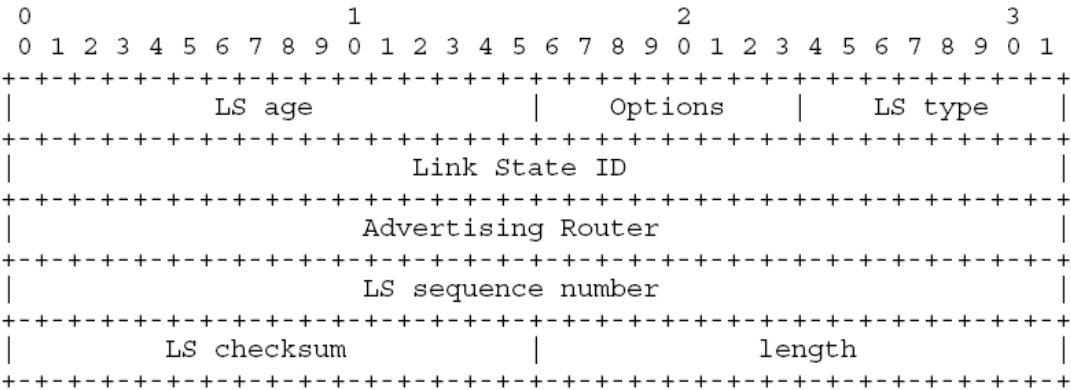 0                   1                   2                   3
 0 1 2 3 4 5 6 7 8 9 0 1 2 3 4 5 6 7 8 9 0 1 2 3 4 5 6 7 8 9 0 1
+-+-+-+-+-+-+-+-+-+-+-+-+-+-+-+-+-+-+-+-+-+-+-+-+-+-+-+-+-+-+-+-+
|            LS age             |    Options    |    LS type    |
+-+-+-+-+-+-+-+-+-+-+-+-+-+-+-+-+-+-+-+-+-+-+-+-+-+-+-+-+-+-+-+-+
|                        Link State ID                          |
+-+-+-+-+-+-+-+-+-+-+-+-+-+-+-+-+-+-+-+-+-+-+-+-+-+-+-+-+-+-+-+-+
|                     Advertising Router                        |
+-+-+-+-+-+-+-+-+-+-+-+-+-+-+-+-+-+-+-+-+-+-+-+-+-+-+-+-+-+-+-+-+
|                     LS sequence number                        |
+-+-+-+-+-+-+-+-+-+-+-+-+-+-+-+-+-+-+-+-+-+-+-+-+-+-+-+-+-+-+-+-+
|         LS checksum           |             length            |
+-+-+-+-+-+-+-+-+-+-+-+-+-+-+-+-+-+-+-+-+-+-+-+-+-+-+-+-+-+-+-+-+